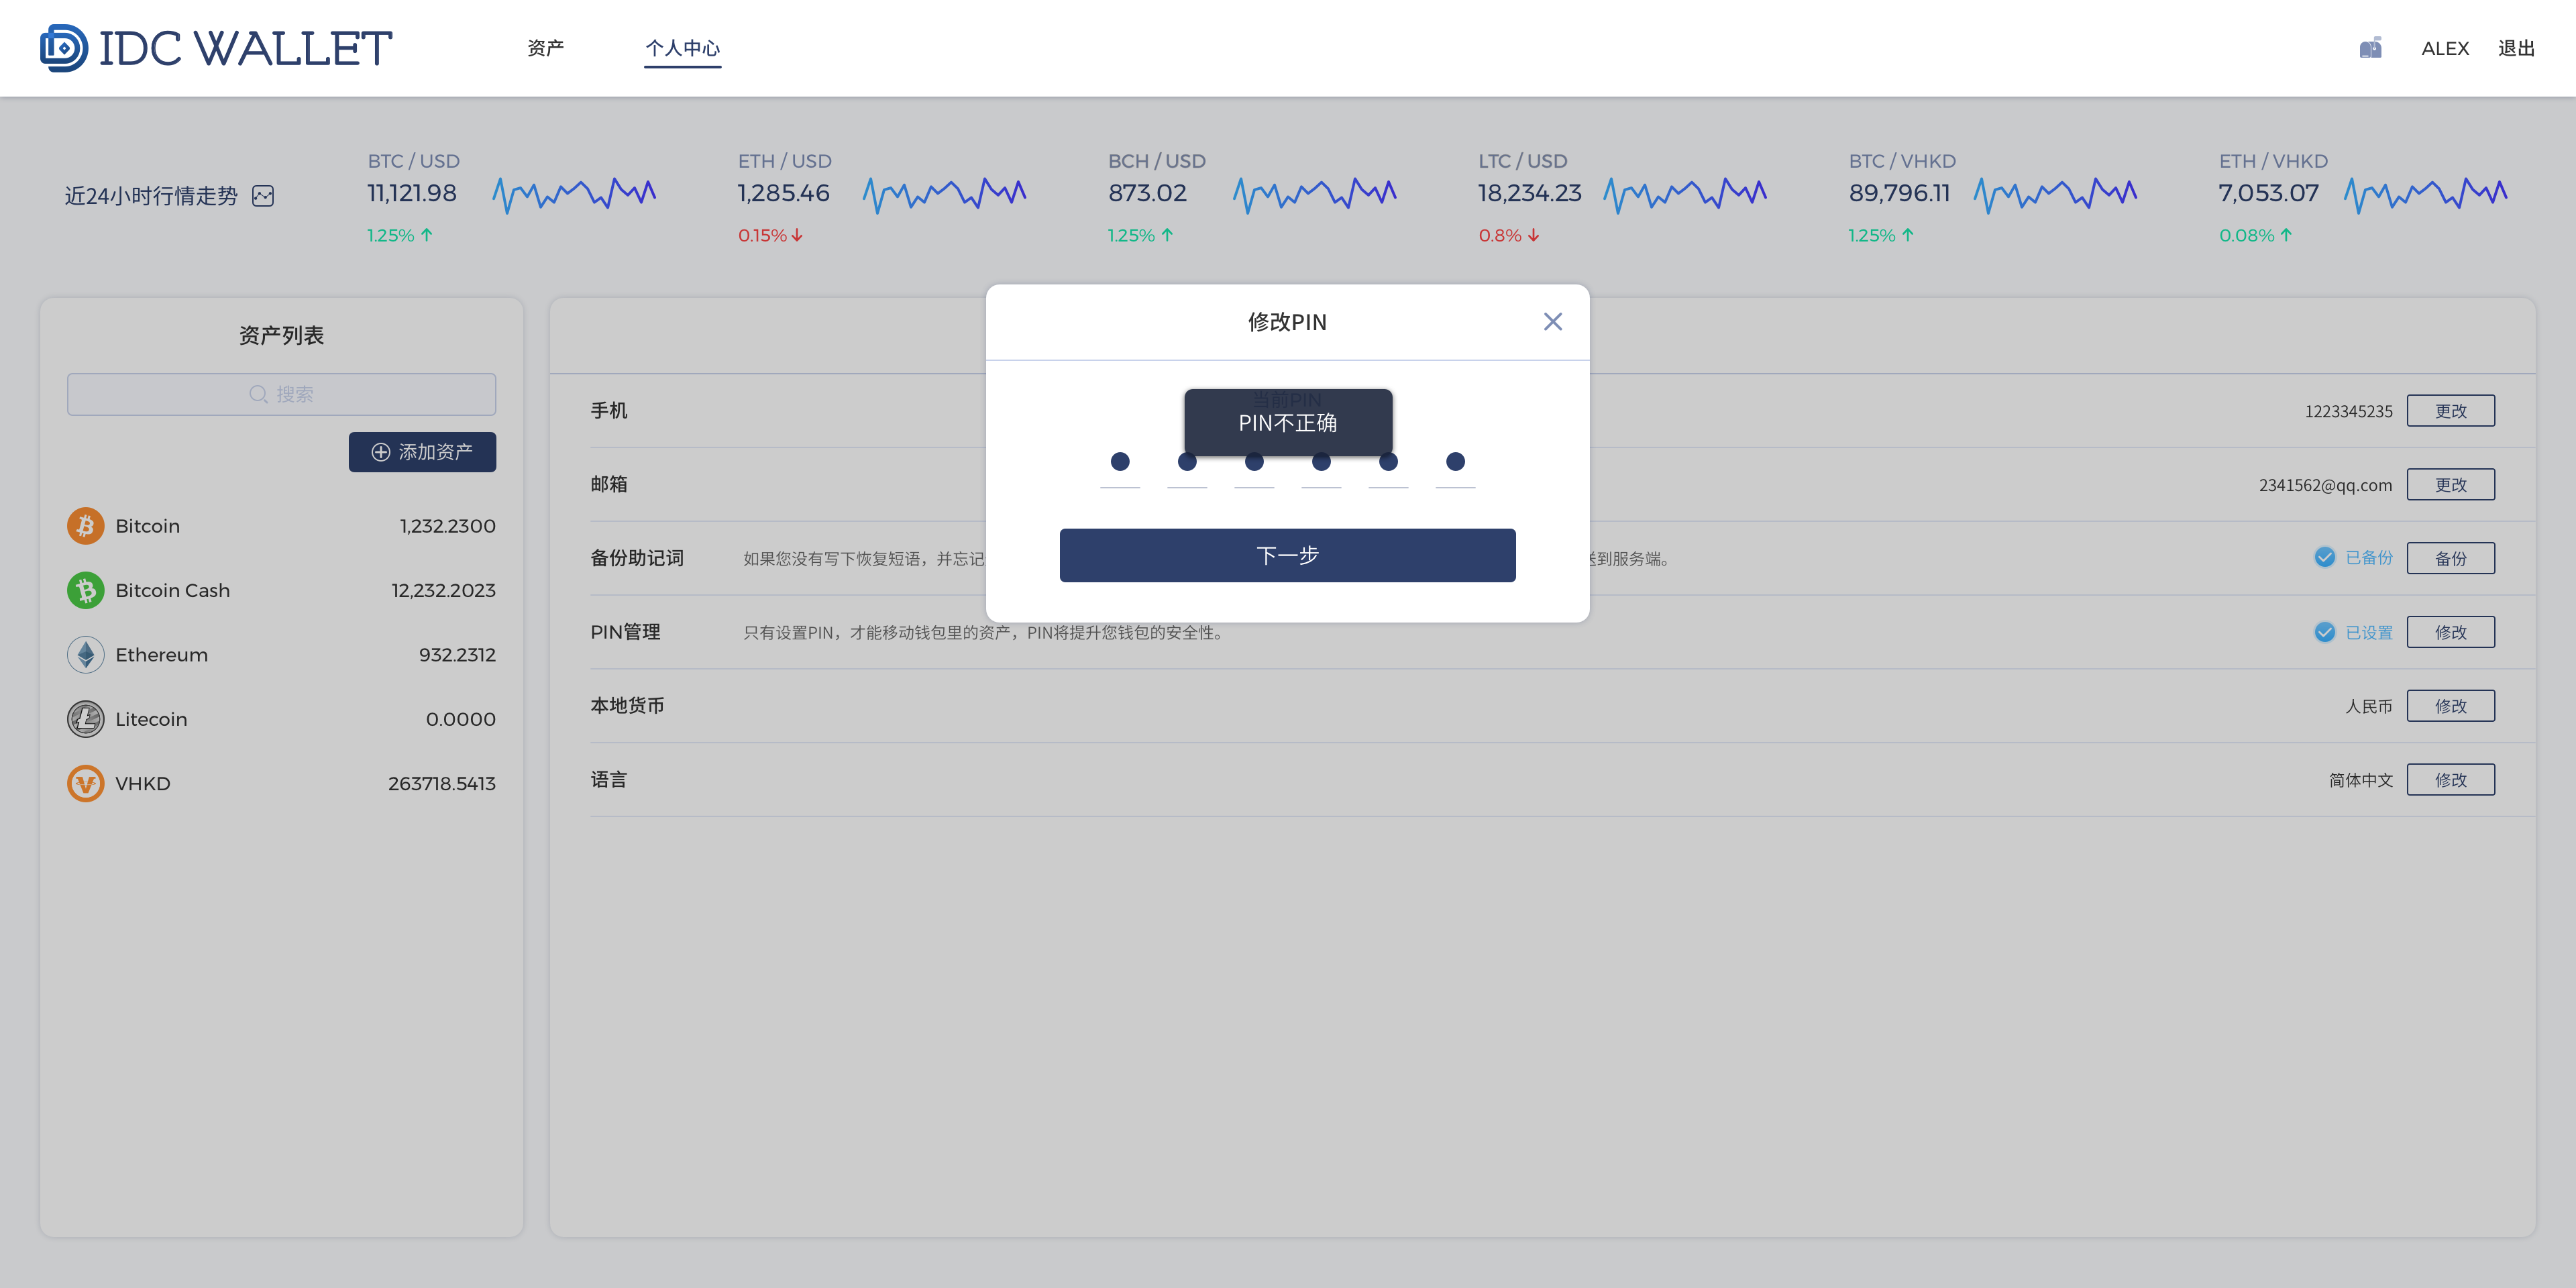 IDC WALLET
资产
个人中心
ALEX
退出
近24小时行情走势
BTC / USD
11,121.98
1.25%
ETH / USD
1,285.46
0.15%
BCH / USD
873.02
1.25%
LTC / USD
18,234.23
0.8%
BTC / VHKD
89,796.11
1.25%
ETH / VHKD
7,053.07
0.08%
资产列表
搜索
添加资产
Bitcoin 1,232.2300
Bitcoin Cash 12,232.2023
Ethereum 932.2312
Litecoin 0.0000
VHKD 263718.5413
修改PIN
当前PIN
PIN不正确
下一步
手机 1223345235 更改
邮箱 2341562@qq.com 更改
备份助记词 如果您没有写下恢复短语，并忘记 到服务端。 已备份 备份
PIN管理 只有设置PIN，才能移动钱包里的资产，PIN将提升您钱包的安全性。 已设置 修改
本地货币 人民币 修改
语言 简体中文 修改